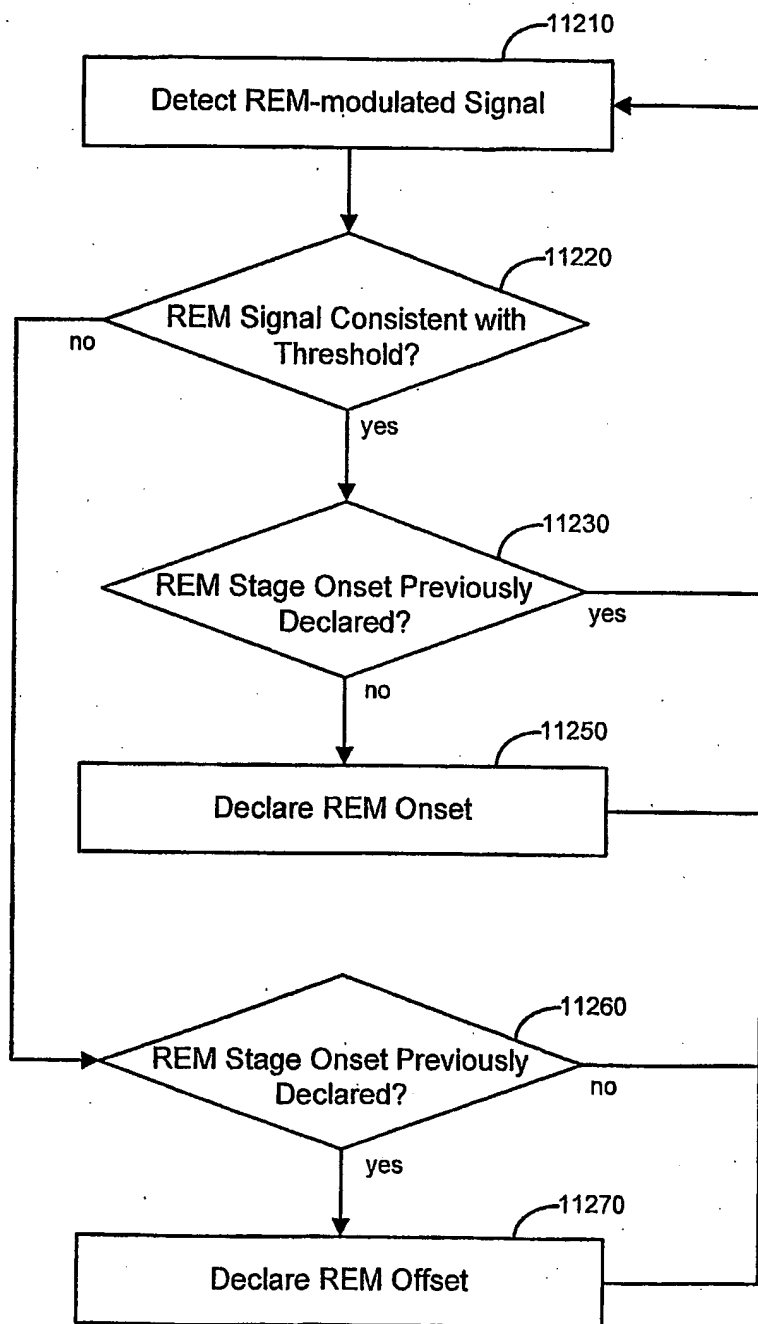 11210
Detect REM-modulated Signal
11220
REM Signal Consistent with
Threshold?
no
yes
11230
REM Stage Onset Previously
Declared?
yes
no
11250
Declare REM Onset
11260
REM Stage Onset Previously
Declared?
no
yes
11270
Declare REM Offset